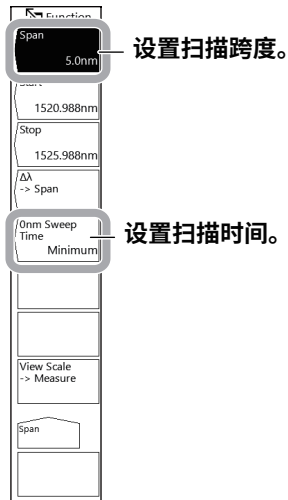 Function
Span
5.0nm
设置扫描跨度。
Start
1520.988nm
Stop
1525.988nm
Δλ
-> Span
0nm Sweep
Time
Minimum
设置扫描时间。
View Scale
-> Measure
Span